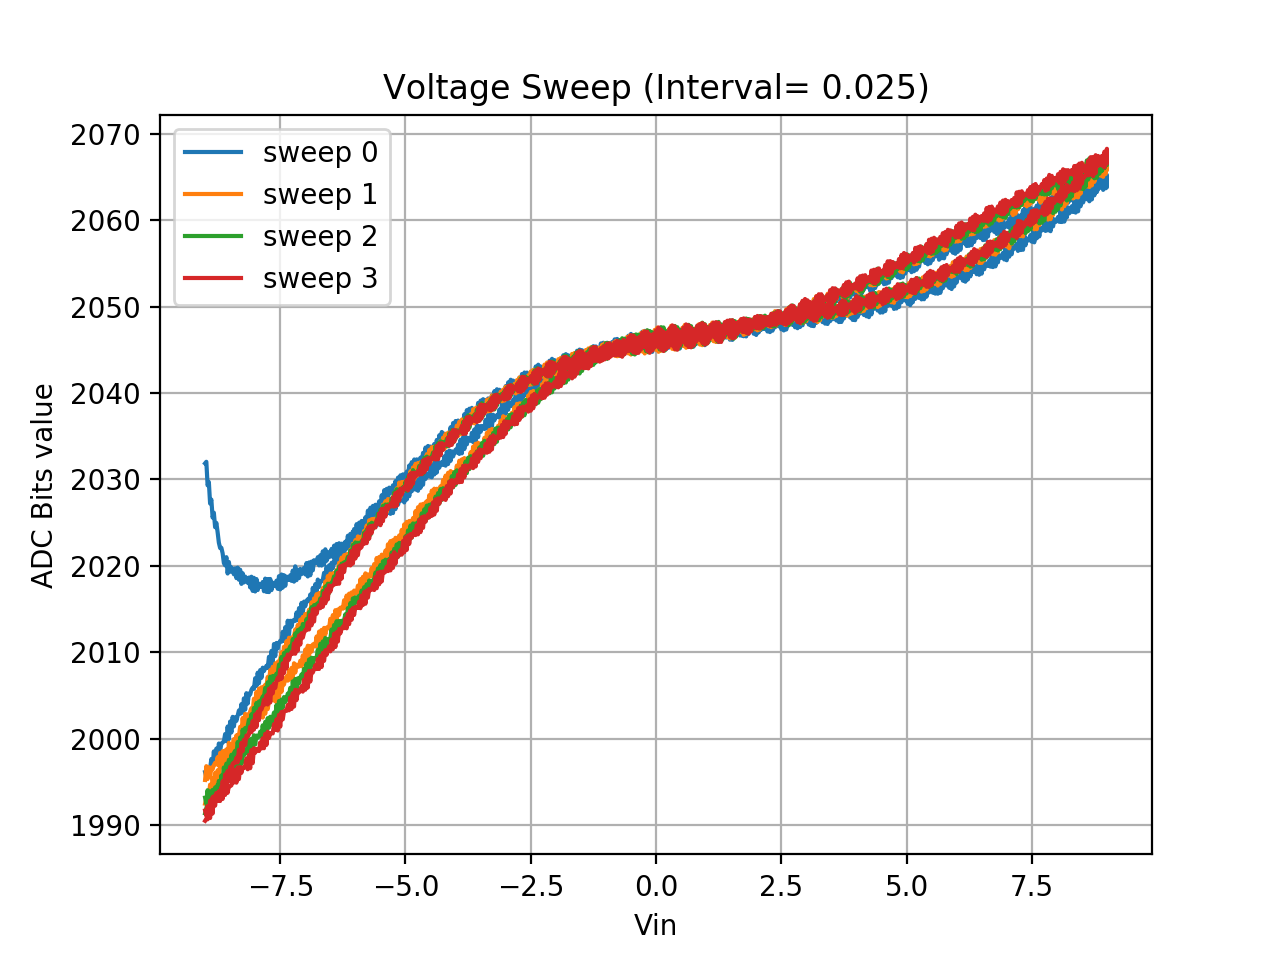 Voltage Sweep (Interval= 0.025)
2070
2060
2050
2040
2030
2020
2010
2000
1990
ADC Bits value
sweep 0
sweep 1
sweep 2
sweep 3
−7.5 −5.0 −2.5 0.0 2.5 5.0 7.5
Vin